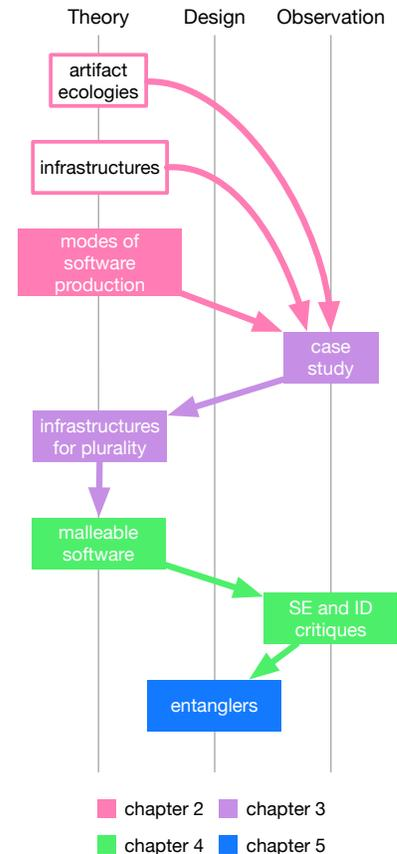 Theory Design Observation
artifact
ecologies
infrastructures
modes of
software
production
case
study
infrastructures
for plurality
malleable
software
SE and ID
critiques
entanglers
chapter 2 chapter 3
chapter 4 chapter 5